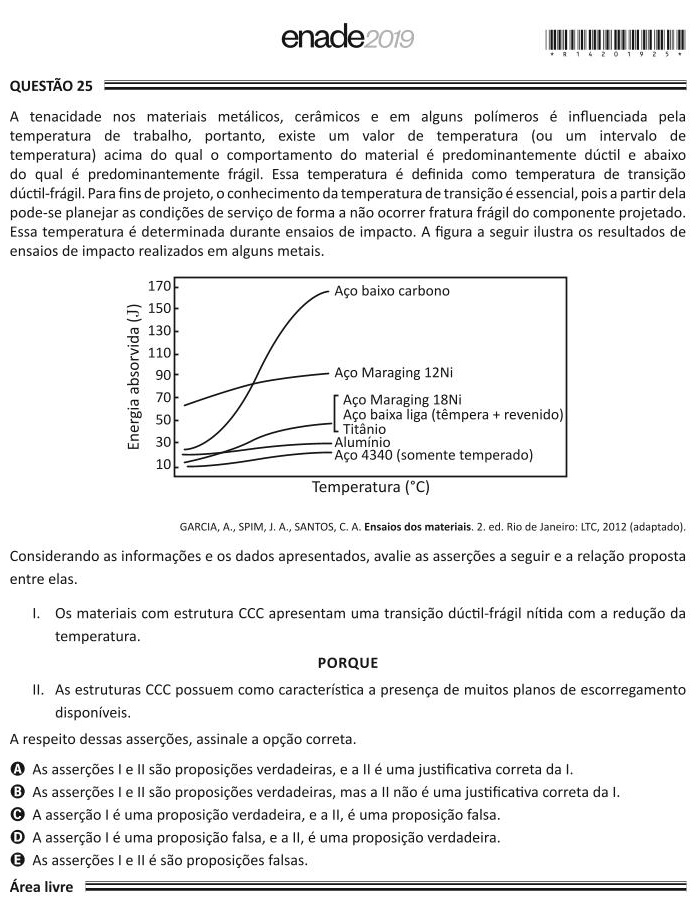 enade2019
* R 1 4 2 0 1 9 2 5 *
QUESTÃO 25
A tenacidade nos materiais metálicos, cerâmicos e em alguns polímeros é influenciada pela
temperatura de trabalho, portanto, existe um valor de temperatura (ou um intervalo de
temperatura) acima do qual o comportamento do material é predominantemente dúctil e abaixo
do qual é predominantemente frágil. Essa temperatura é definida como temperatura de transição
dúctil-frágil. Para fins de projeto, o conhecimento da temperatura de transição é essencial, pois a partir dela
pode-se planejar as condições de serviço de forma a não ocorrer fratura frágil do componente projetado.
Essa temperatura é determinada durante ensaios de impacto. A figura a seguir ilustra os resultados de
ensaios de impacto realizados em alguns metais.
Energia absorvida (J)
170
150
130
110
90
70
50
30
10
Aço baixo carbono
Aço Maraging 12Ni
Aço Maraging 18Ni
Aço baixa liga (têmpera + revenido)
Titânio
Alumínio
Aço 4340 (somente temperado)
Temperatura (°C)
GARCIA, A., SPIM, J. A., SANTOS, C. A. Ensaios dos materiais. 2. ed. Rio de Janeiro: LTC, 2012 (adaptado).
Considerando as informações e os dados apresentados, avalie as asserções a seguir e a relação proposta
entre elas.
I. Os materiais com estrutura CCC apresentam uma transição dúctil-frágil nítida com a redução da
temperatura.
PORQUE
II. As estruturas CCC possuem como característica a presença de muitos planos de escorregamento
disponíveis.
A respeito dessas asserções, assinale a opção correta.
A As asserções I e II são proposições verdadeiras, e a II é uma justificativa correta da I.
B As asserções I e II são proposições verdadeiras, mas a II não é uma justificativa correta da I.
C A asserção I é uma proposição verdadeira, e a II, é uma proposição falsa.
D A asserção I é uma proposição falsa, e a II, é uma proposição verdadeira.
E As asserções I e II é são proposições falsas.
Área livre